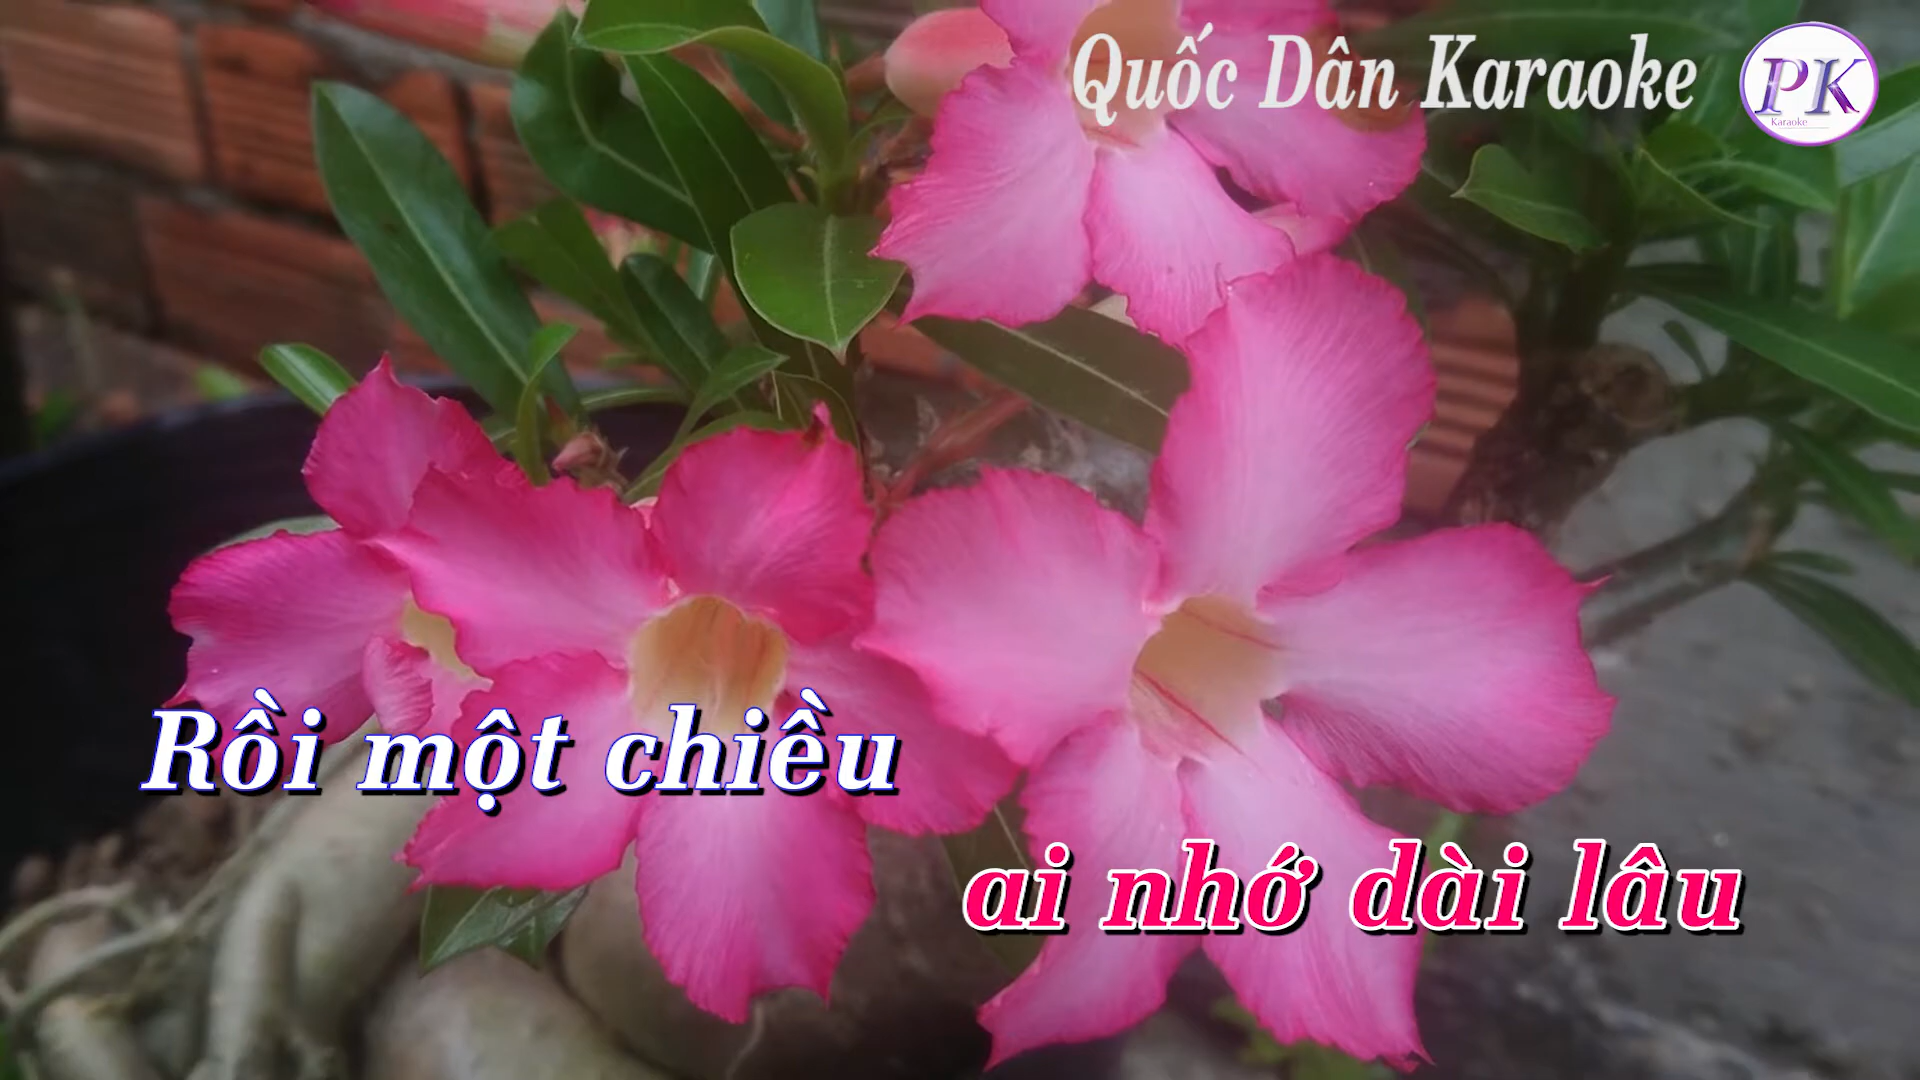 Quốc Dân Karaoke
PK
Karaoke
Rồi một chiều
ai nhớ dài lâu